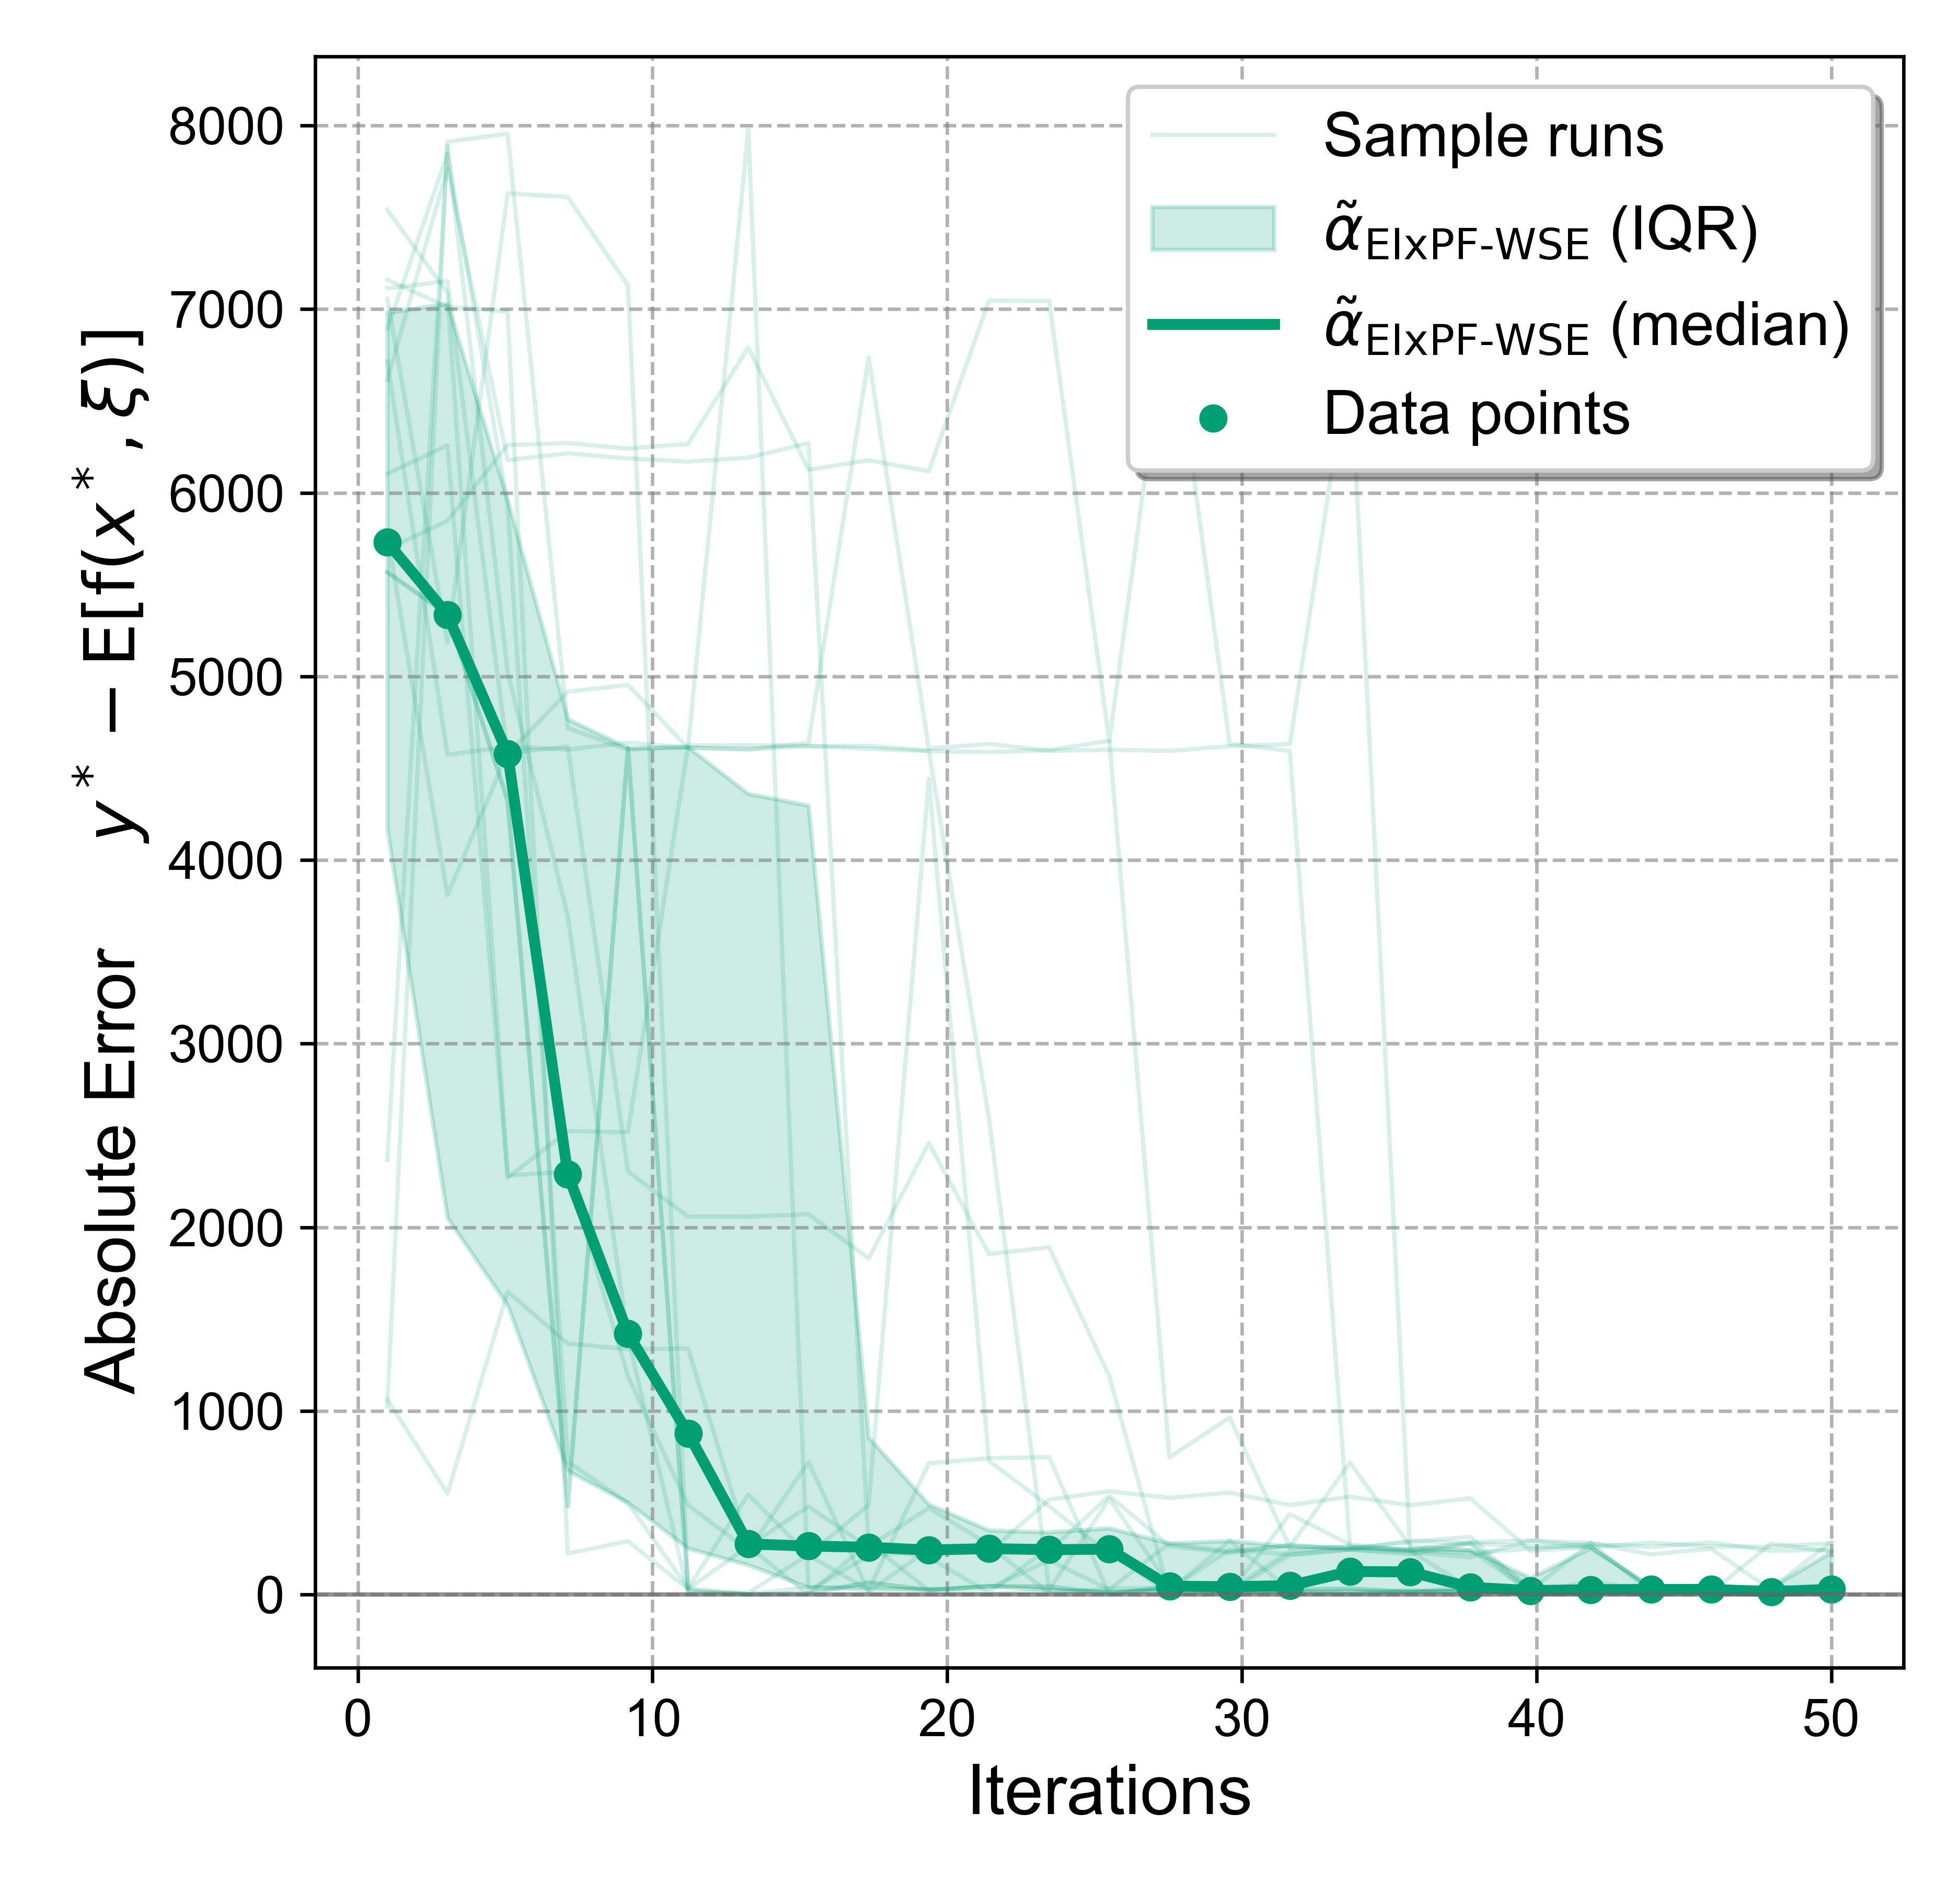 Absolute Error y* − E[f(x*, ξ)]
8000
7000
6000
5000
4000
3000
2000
1000
0
Sample runs
α̃EIxPF-WSE (IQR)
α̃EIxPF-WSE (median)
Data points
0 10 20 30 40 50
Iterations